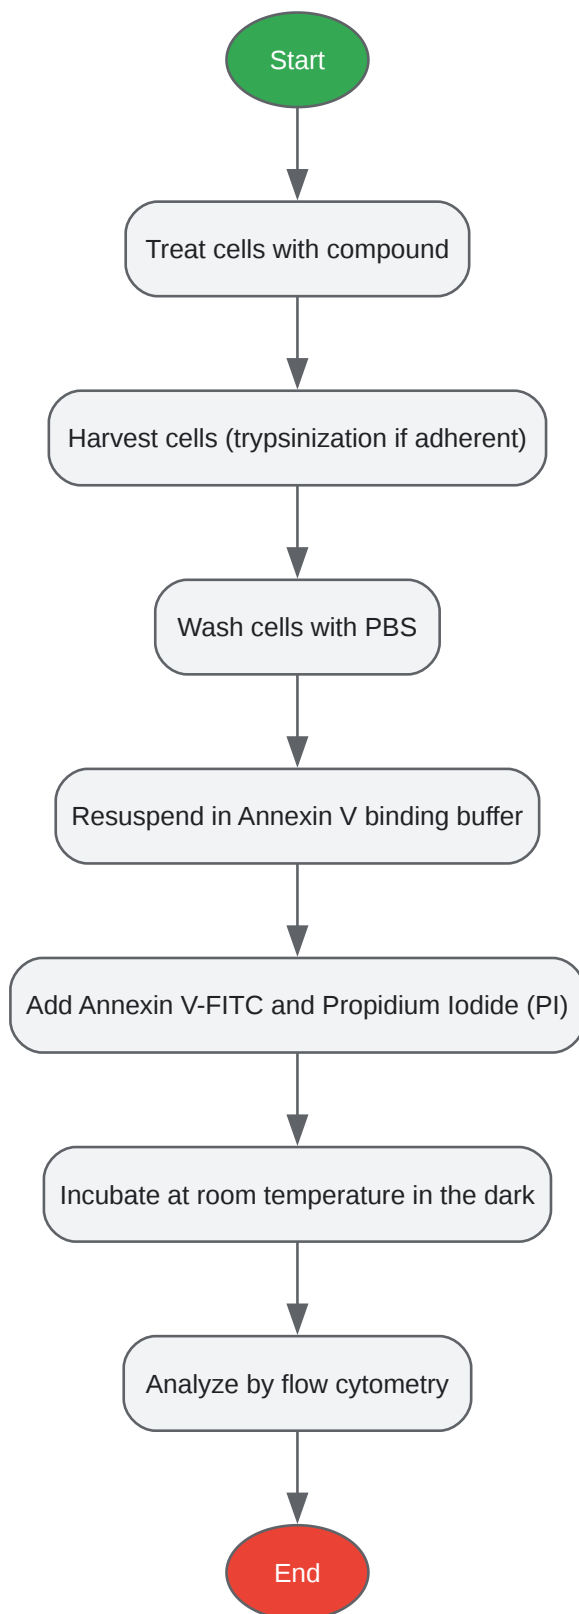 Start
Treat cells with compound
Harvest cells (trypsinization if adherent)
Wash cells with PBS
Resuspend in Annexin V binding buffer
Add Annexin V-FITC and Propidium Iodide (PI)
Incubate at room temperature in the dark
Analyze by flow cytometry
End